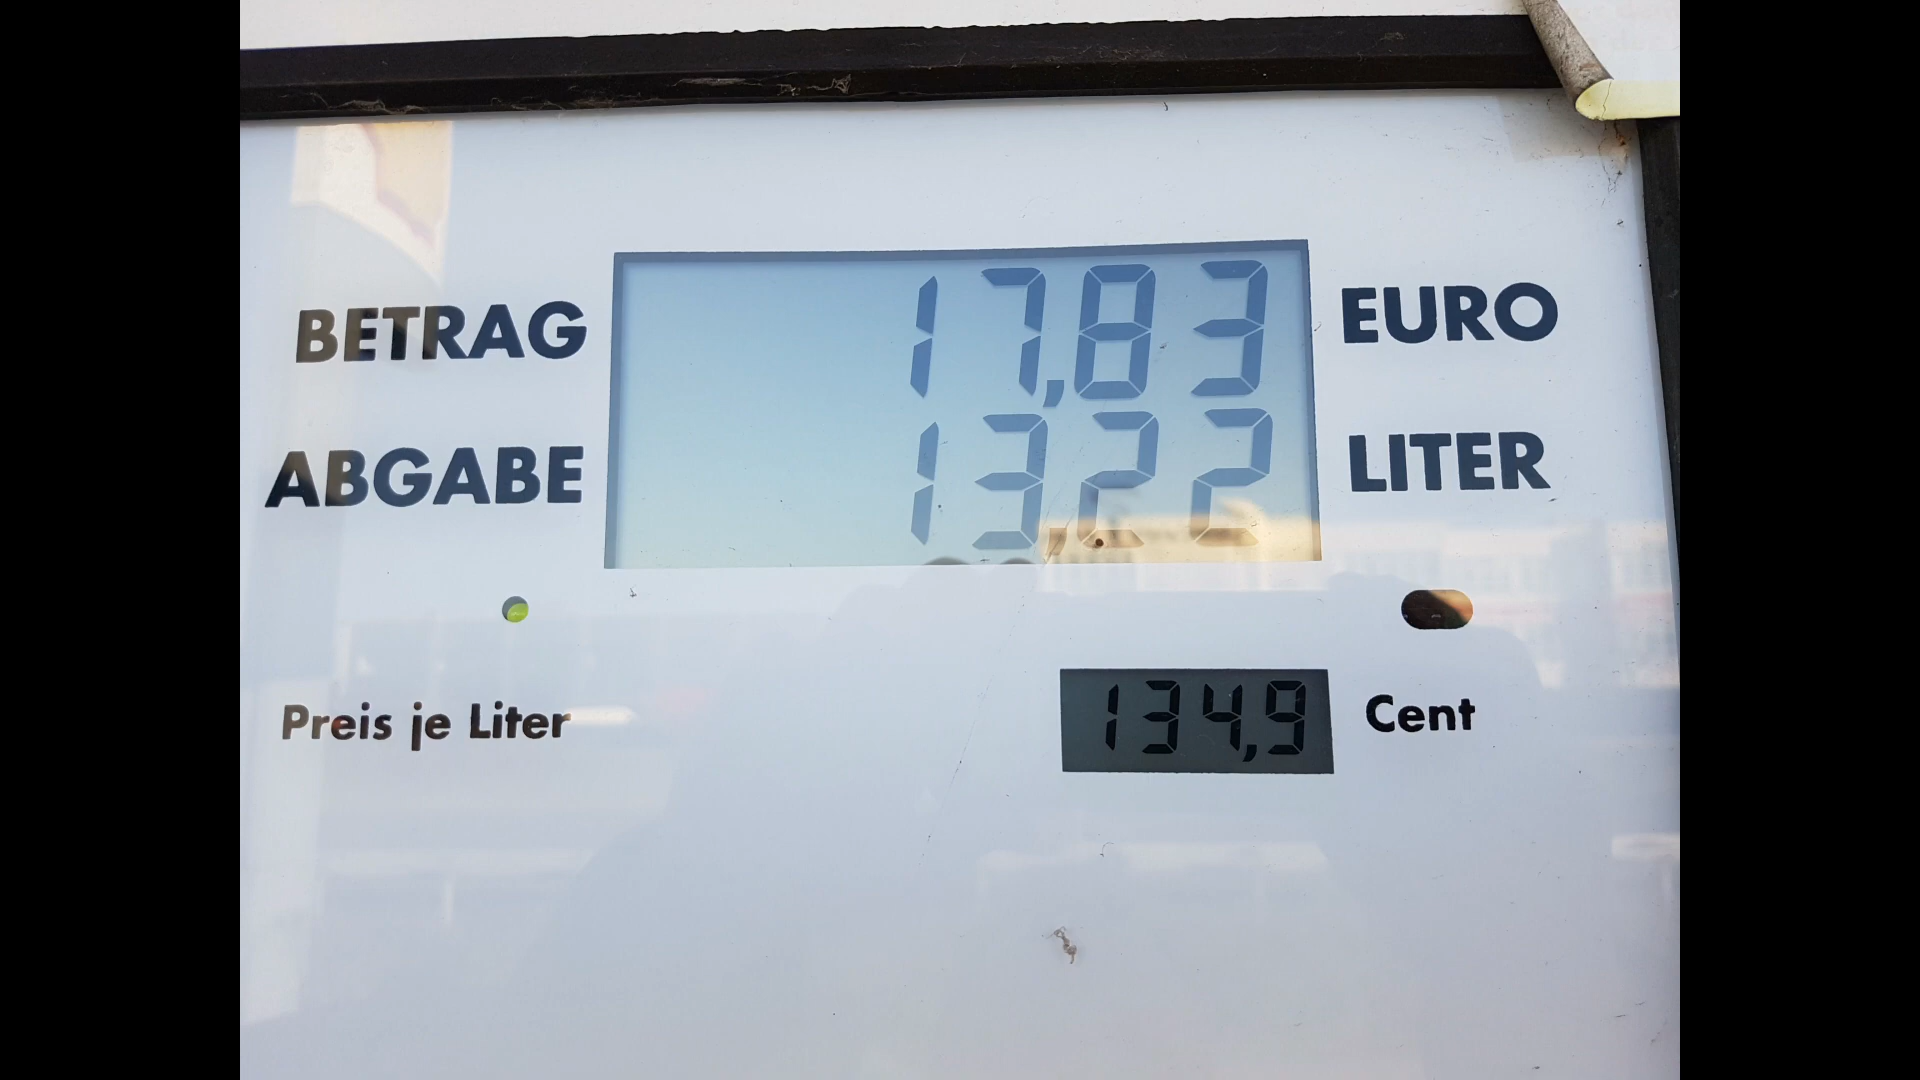 BETRAG 17,83 EURO
ABGABE 13,22 LITER
Preis je Liter 134,9 Cent